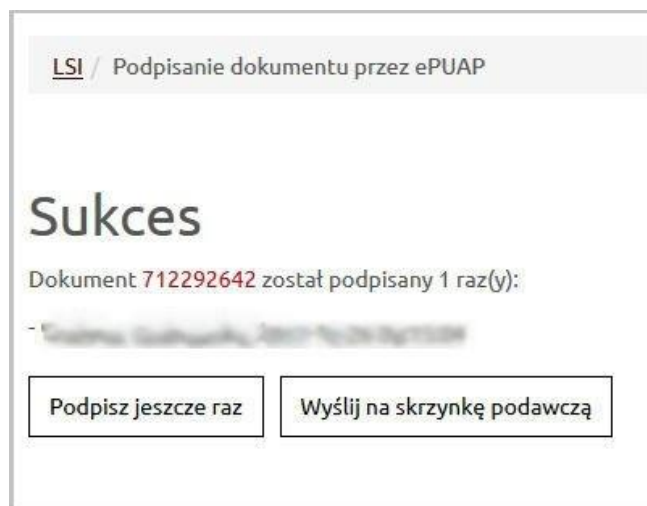 LSI / Podpisanie dokumentu przez ePUAP
Sukces
Dokument 712292642 został podpisany 1 raz(y):
-
Podpisz jeszcze raz
Wyślij na skrzynkę podawczą